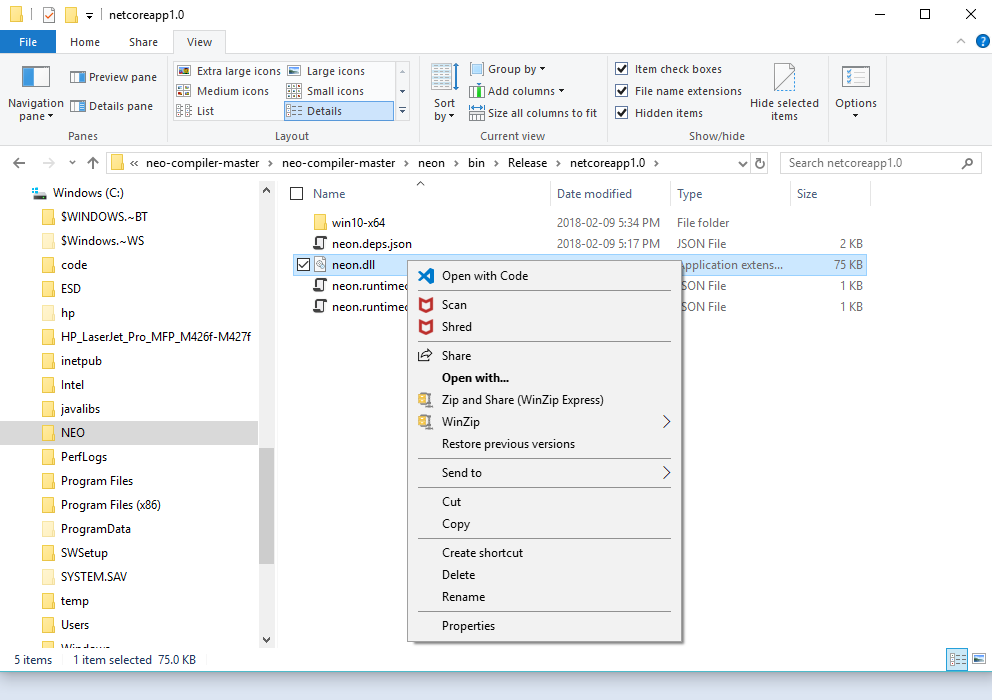 netcoreapp1.0
File Home Share View
Navigation pane
Preview pane
Details pane
Panes
Extra large icons Large icons
Medium icons Small icons
List Details
Layout
Sort by
Group by
Add columns
Size all columns to fit
Current view
Item check boxes
File name extensions
Hidden items
Hide selected items
Show/hide
Options
« neo-compiler-master > neo-compiler-master > neon > bin > Release > netcoreapp1.0 >
Search netcoreapp1.0
Windows (C:)
$WINDOWS.~BT
$Windows.~WS
code
ESD
hp
HP_LaserJet_Pro_MFP_M426f-M427f
inetpub
Intel
javalibs
NEO
PerfLogs
Program Files
Program Files (x86)
ProgramData
SWSetup
SYSTEM.SAV
temp
Users
Windows
Name Date modified Type Size
win10-x64 2018-02-09 5:34 PM File folder
neon.deps.json 2018-02-09 5:17 PM JSON File 2 KB
neon.dll Application extens... 75 KB
neon.runtimec SON File 1 KB
neon.runtimec SON File 1 KB
Open with Code
Scan
Shred
Share
Open with...
Zip and Share (WinZip Express)
WinZip
Restore previous versions
Send to
Cut
Copy
Create shortcut
Delete
Rename
Properties
5 items 1 item selected 75.0 KB